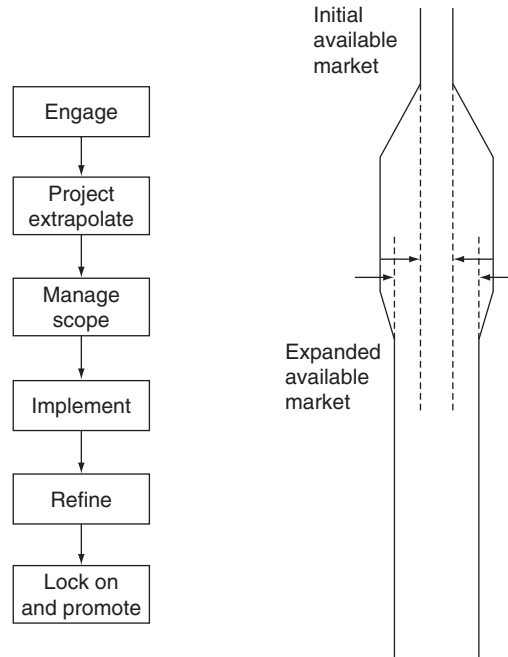 Engage
Project
extrapolate
Manage
scope
Implement
Refine
Lock on
and promote
Initial
available
market
Expanded
available
market